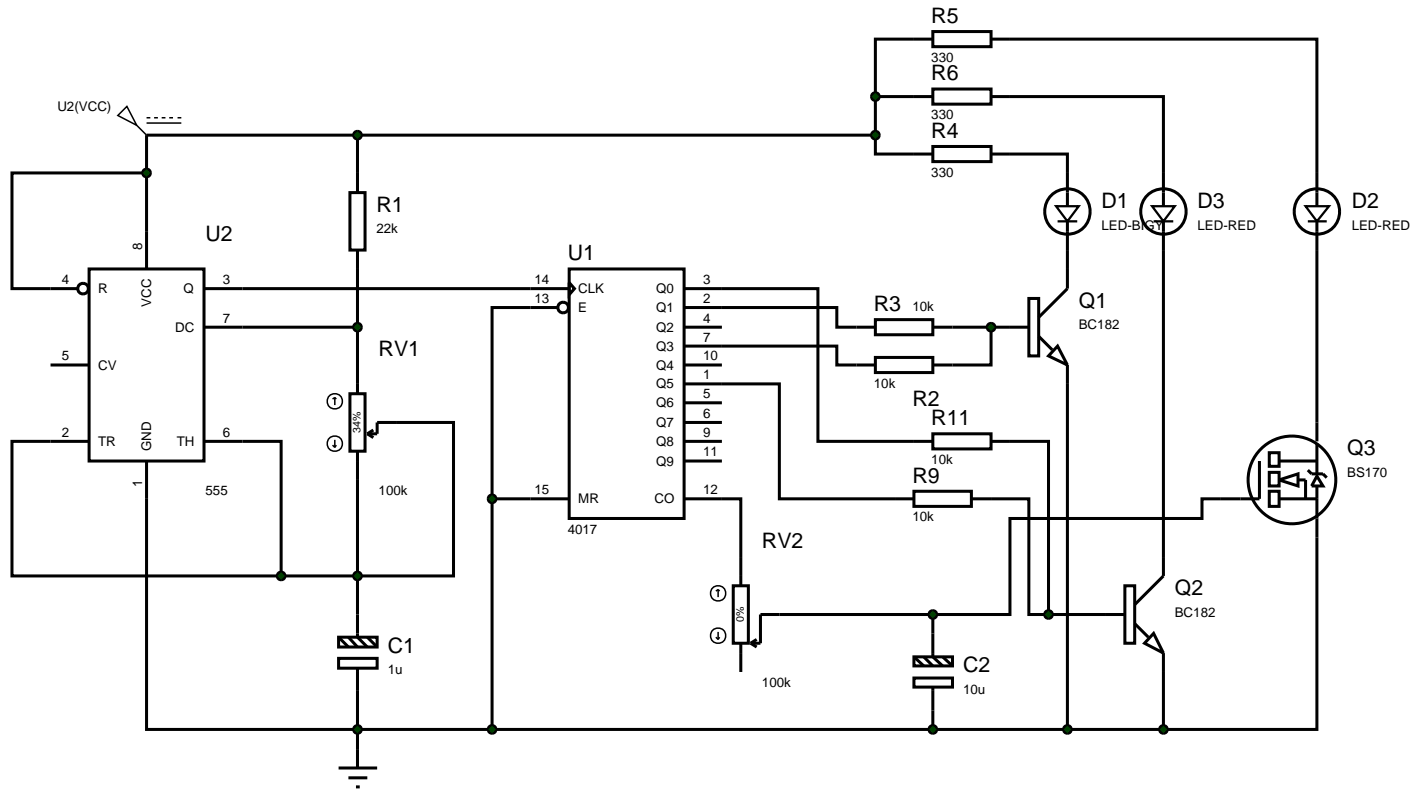 R5
330
R6
330
R4
330
U2(VCC)
R1
22k
D1
LED-BIGY
D3
LED-RED
D2
LED-RED
U2
8
VCC
4
R
Q
3
DC
7
5
CV
2
TR
GND
TH
6
1
555
RV1
34%
100k
C1
1u
U1
14
CLK
13
E
15
MR
4017
Q0
3
Q1
2
Q2
4
Q3
7
Q4
10
Q5
1
Q6
5
Q7
6
Q8
9
Q9
11
CO
12
R3
10k
10k
R2
R11
10k
R9
10k
Q1
BC182
Q3
BS170
RV2
0%
100k
C2
10u
Q2
BC182